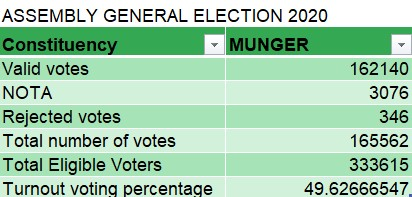 ASSEMBLY GENERAL ELECTION 2020
Constituency MUNGER
Valid votes 162140
NOTA 3076
Rejected votes 346
Total number of votes 165562
Total Eligible Voters 333615
Turnout voting percentage 49.62666547